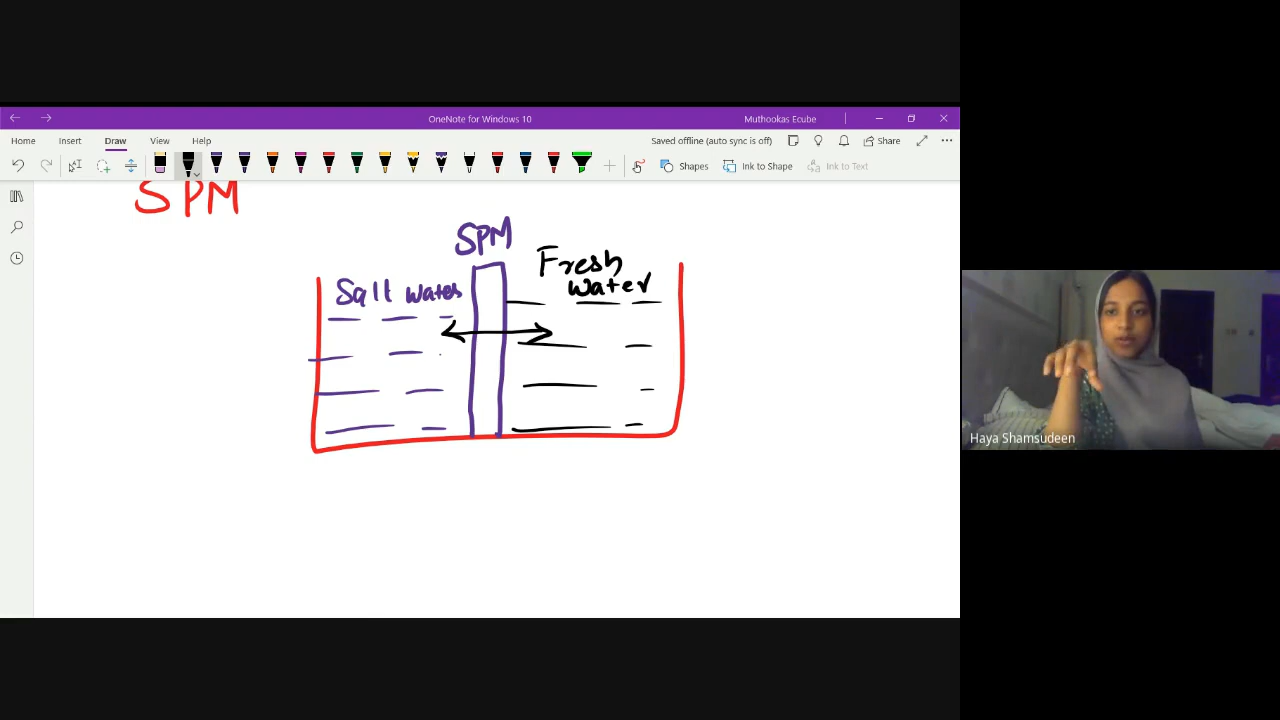 OneNote for Windows 10
Muthookas Ecube
Home Insert Draw View Help
Saved offline (auto sync is off)
Share
Shapes
Ink to Shape
Ink to Text
SPM
SPM
Fresh
Water
Salt Water
Haya Shamsudeen